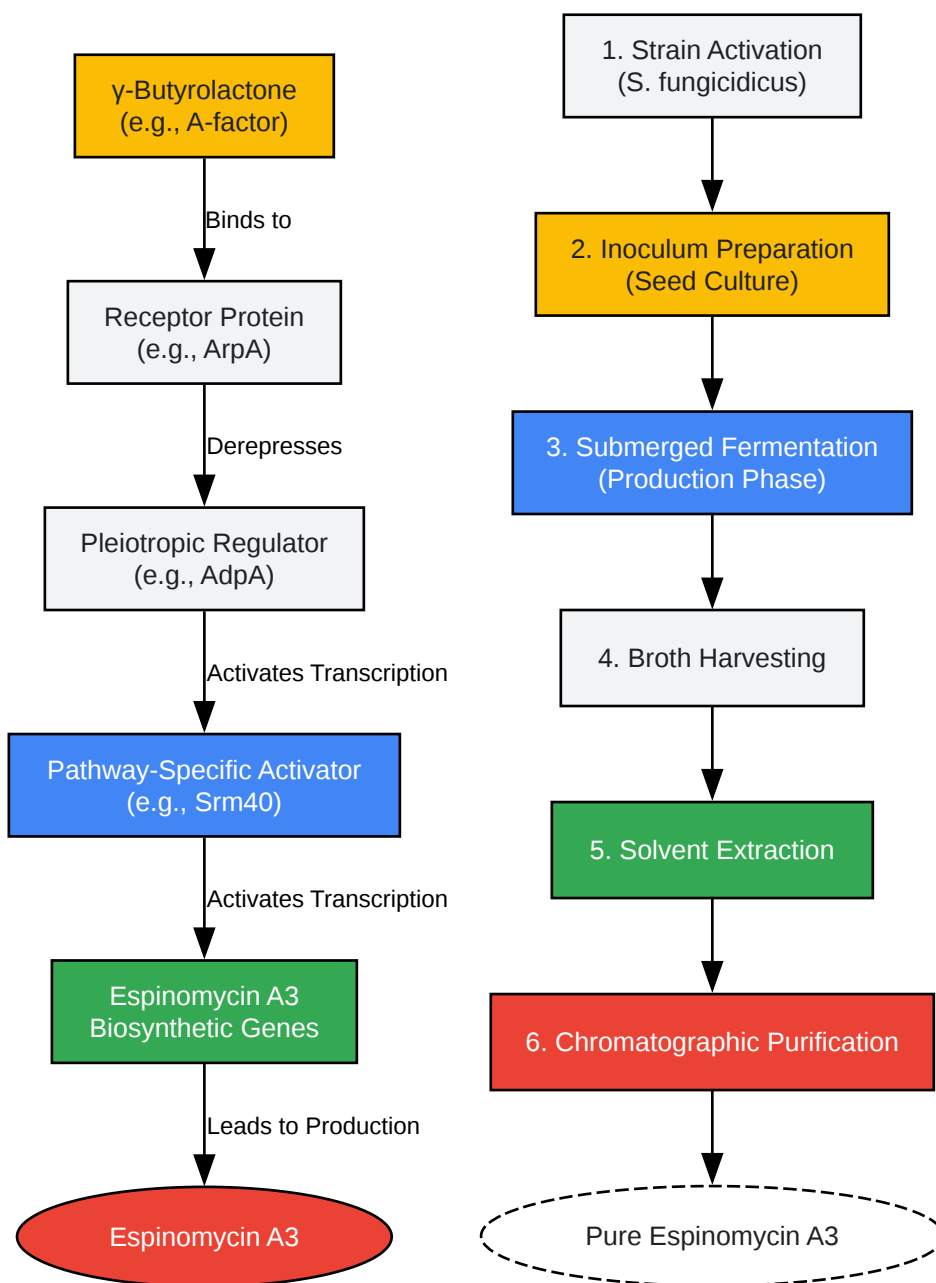 γ-Butyrolactone
(e.g., A-factor)
Binds to
Receptor Protein
(e.g., ArpA)
Derepresses
Pleiotropic Regulator
(e.g., AdpA)
Activates Transcription
Pathway-Specific Activator
(e.g., Srm40)
Activates Transcription
Espinomycin A3
Biosynthetic Genes
Leads to Production
Espinomycin A3
1. Strain Activation
(S. fungicidicus)
2. Inoculum Preparation
(Seed Culture)
3. Submerged Fermentation
(Production Phase)
4. Broth Harvesting
5. Solvent Extraction
6. Chromatographic Purification
Pure Espinomycin A3